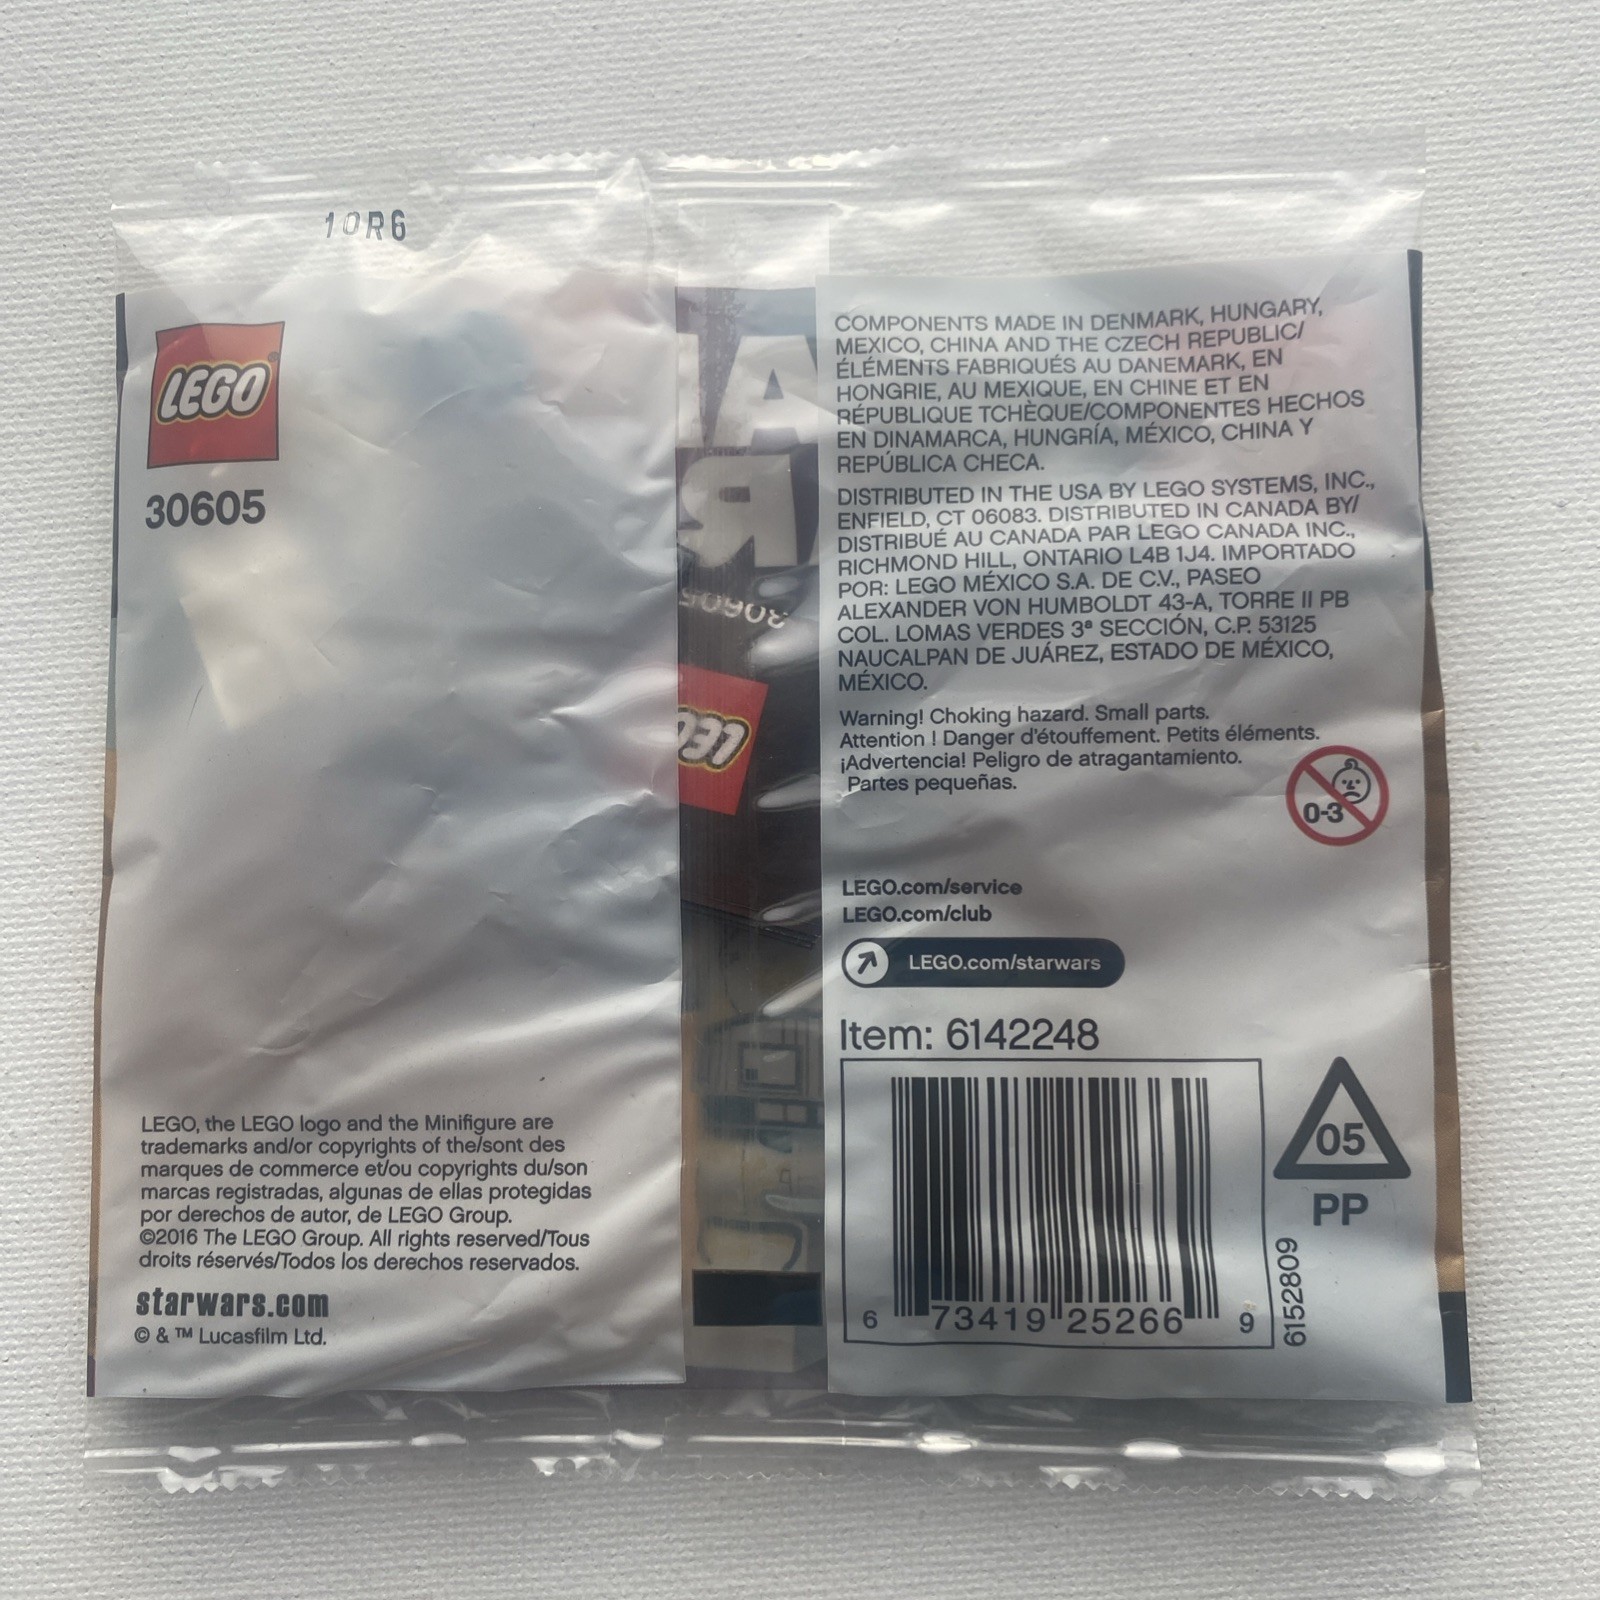 10R6
LEGO
30605
LEGO, the LEGO logo and the Minifigure are
trademarks and/or copyrights of the/sont des
marques de commerce et/ou copyrights du/son
marcas registradas, algunas de ellas protegidas
por derechos de autor, de LEGO Group.
©2016 The LEGO Group. All rights reserved/Tous
droits réservés/Todos los derechos reservados.
starwars.com
© & ™ Lucasfilm Ltd.
30605
LEGO
COMPONENTS MADE IN DENMARK, HUNGARY,
MEXICO, CHINA AND THE CZECH REPUBLIC/
ÉLÉMENTS FABRIQUÉS AU DANEMARK, EN
HONGRIE, AU MEXIQUE, EN CHINE ET EN
RÉPUBLIQUE TCHÈQUE/COMPONENTES HECHOS
EN DINAMARCA, HUNGRÍA, MÉXICO, CHINA Y
REPÚBLICA CHECA.
DISTRIBUTED IN THE USA BY LEGO SYSTEMS, INC.,
ENFIELD, CT 06083. DISTRIBUTED IN CANADA BY/
DISTRIBUÉ AU CANADA PAR LEGO CANADA INC.,
RICHMOND HILL, ONTARIO L4B 1J4. IMPORTADO
POR: LEGO MÉXICO S.A. DE C.V., PASEO
ALEXANDER VON HUMBOLDT 43-A, TORRE II PB
COL. LOMAS VERDES 3ª SECCIÓN, C.P. 53125
NAUCALPAN DE JUÁREZ, ESTADO DE MÉXICO,
MÉXICO.
Warning! Choking hazard. Small parts.
Attention ! Danger d'étouffement. Petits éléments.
¡Advertencia! Peligro de atragantamiento.
Partes pequeñas.
0-3
LEGO.com/service
LEGO.com/club
LEGO.com/starwars
Item: 6142248
6 73419 25266 9
6152809
05
PP